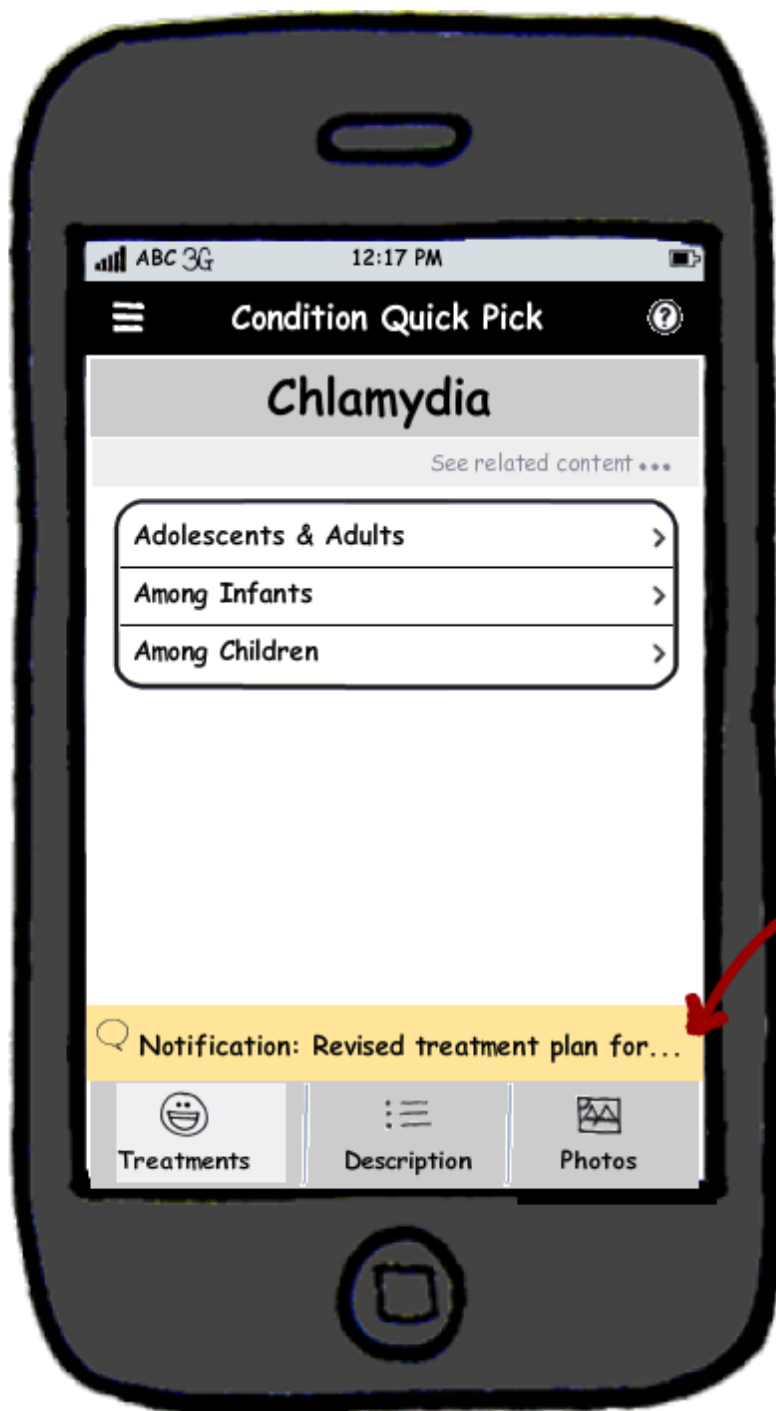 ABC 3G 12:17 PM
Condition Quick Pick ?
Chlamydia
See related content...
Adolescents & Adults
Among Infants
Among Children
Notification: Revised treatment plan for...
Treatments Description Photos